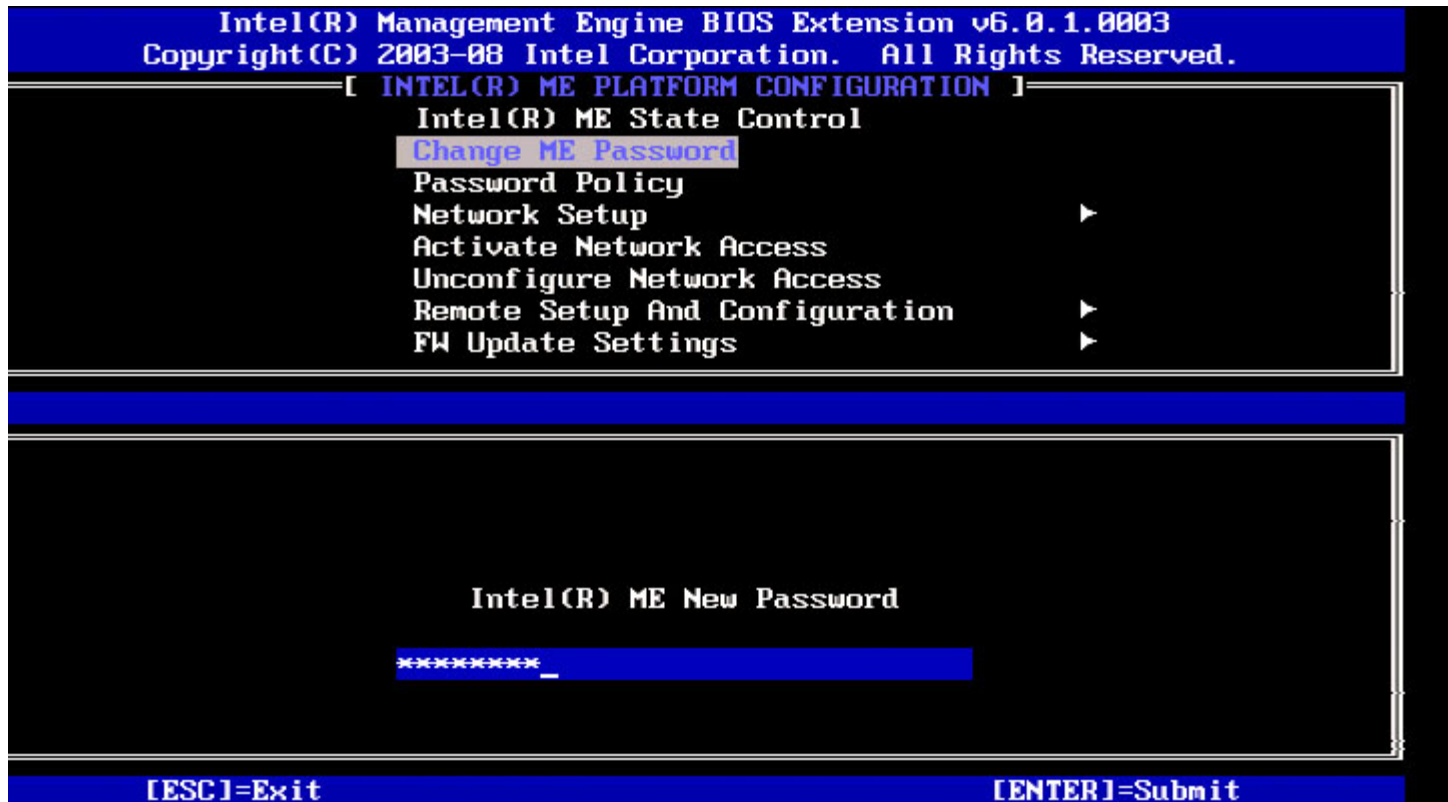 Intel(R) Management Engine BIOS Extension v6.0.1.0003
Copyright(C) 2003-08 Intel Corporation. All Rights Reserved.
[ INTEL(R) ME PLATFORM CONFIGURATION ]
Intel(R) ME State Control
Change ME Password
Password Policy
Network Setup ►
Activate Network Access
Unconfigure Network Access
Remote Setup And Configuration ►
FW Update Settings ►
Intel(R) ME New Password
********_
[ESC]=Exit [ENTER]=Submit